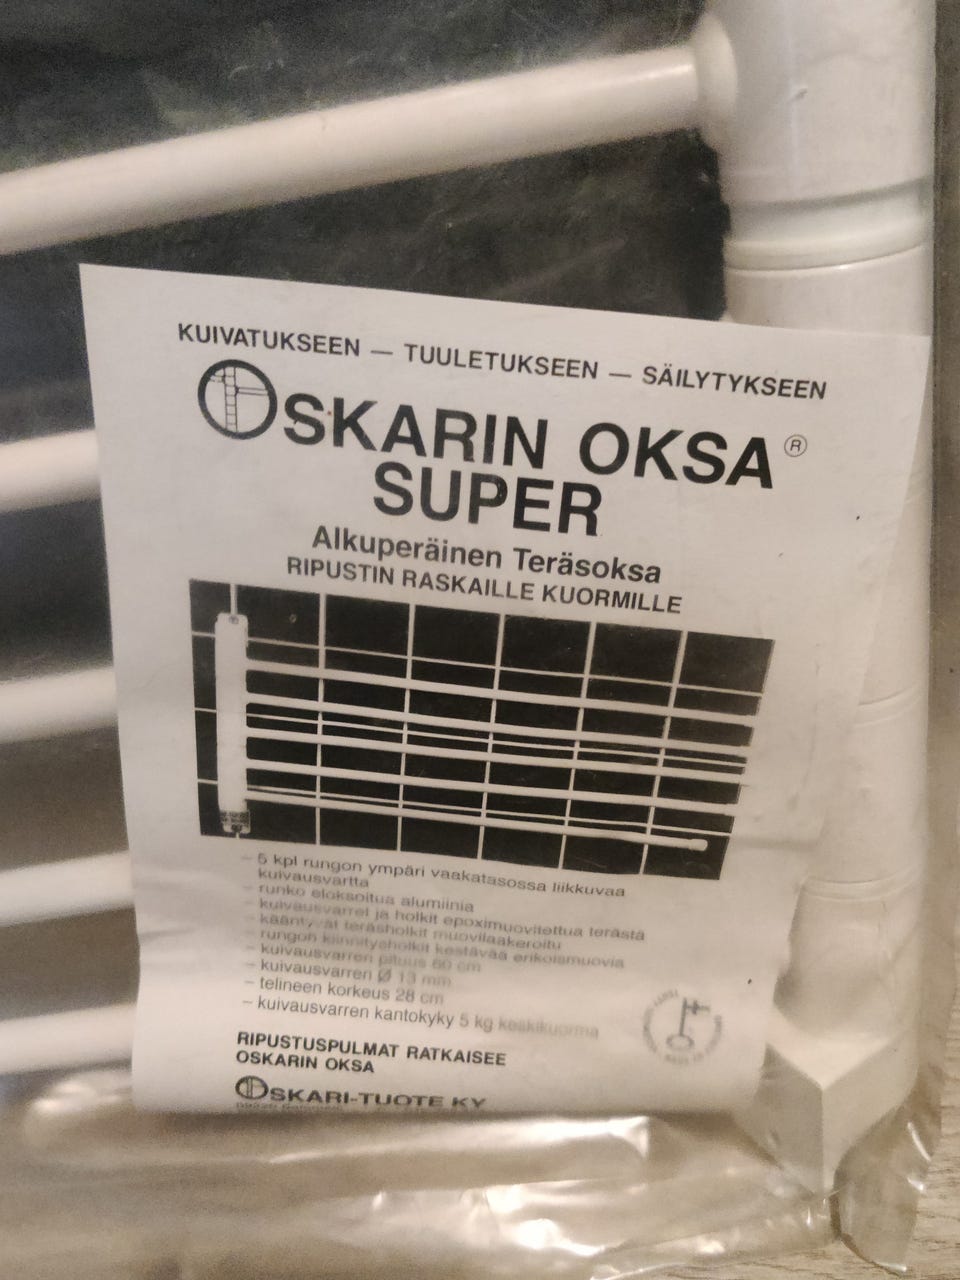 KUIVATUKSEEN — TUULETUKSEEN — SÄILYTYKSEEN
OSKARIN OKSA ®
SUPER
Alkuperäinen Teräsoksa
RIPUSTIN RASKAILLE KUORMILLE
– 5 kpl rungon ympäri vaakatasossa liikkuvaa
kuivausvartta
– runko eloksoitua alumiinia
– kuivausvarret ja holkit epoximuovitettua terästä
– kääntyvät teräsholkit muovilaakeroitu
– rungon kiinnitysholkit kestävää erikoismuovia
– kuivausvarren pituus 60 cm
– kuivausvarren Ø 13 mm
– telineen korkeus 28 cm
– kuivausvarren kantokyky 5 kg keskikuorma
RIPUSTUSPULMAT RATKAISEE
OSKARIN OKSA
OSKARI-TUOTE KY